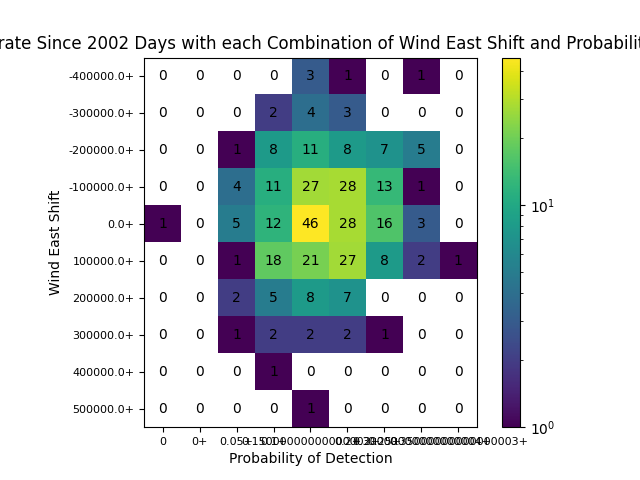 rate Since 2002 Days with each Combination of Wind East Shift and Probabilit
-400000.0+ 0 0 0 0 3 1 0 1 0
-300000.0+ 0 0 0 2 4 3 0 0 0
-200000.0+ 0 0 1 8 11 8 7 5 0
-100000.0+ 0 0 4 11 27 28 13 1 0
0.0+ 1 0 5 12 46 28 16 3 0
100000.0+ 0 0 1 18 21 27 8 2 1
200000.0+ 0 0 2 5 8 7 0 0 0
300000.0+ 0 0 1 2 2 2 1 0 0
400000.0+ 0 0 0 1 0 0 0 0 0
500000.0+ 0 0 0 0 1 0 0 0 0
0 0+
Probability of Detection
Wind East Shift
10¹
10⁰